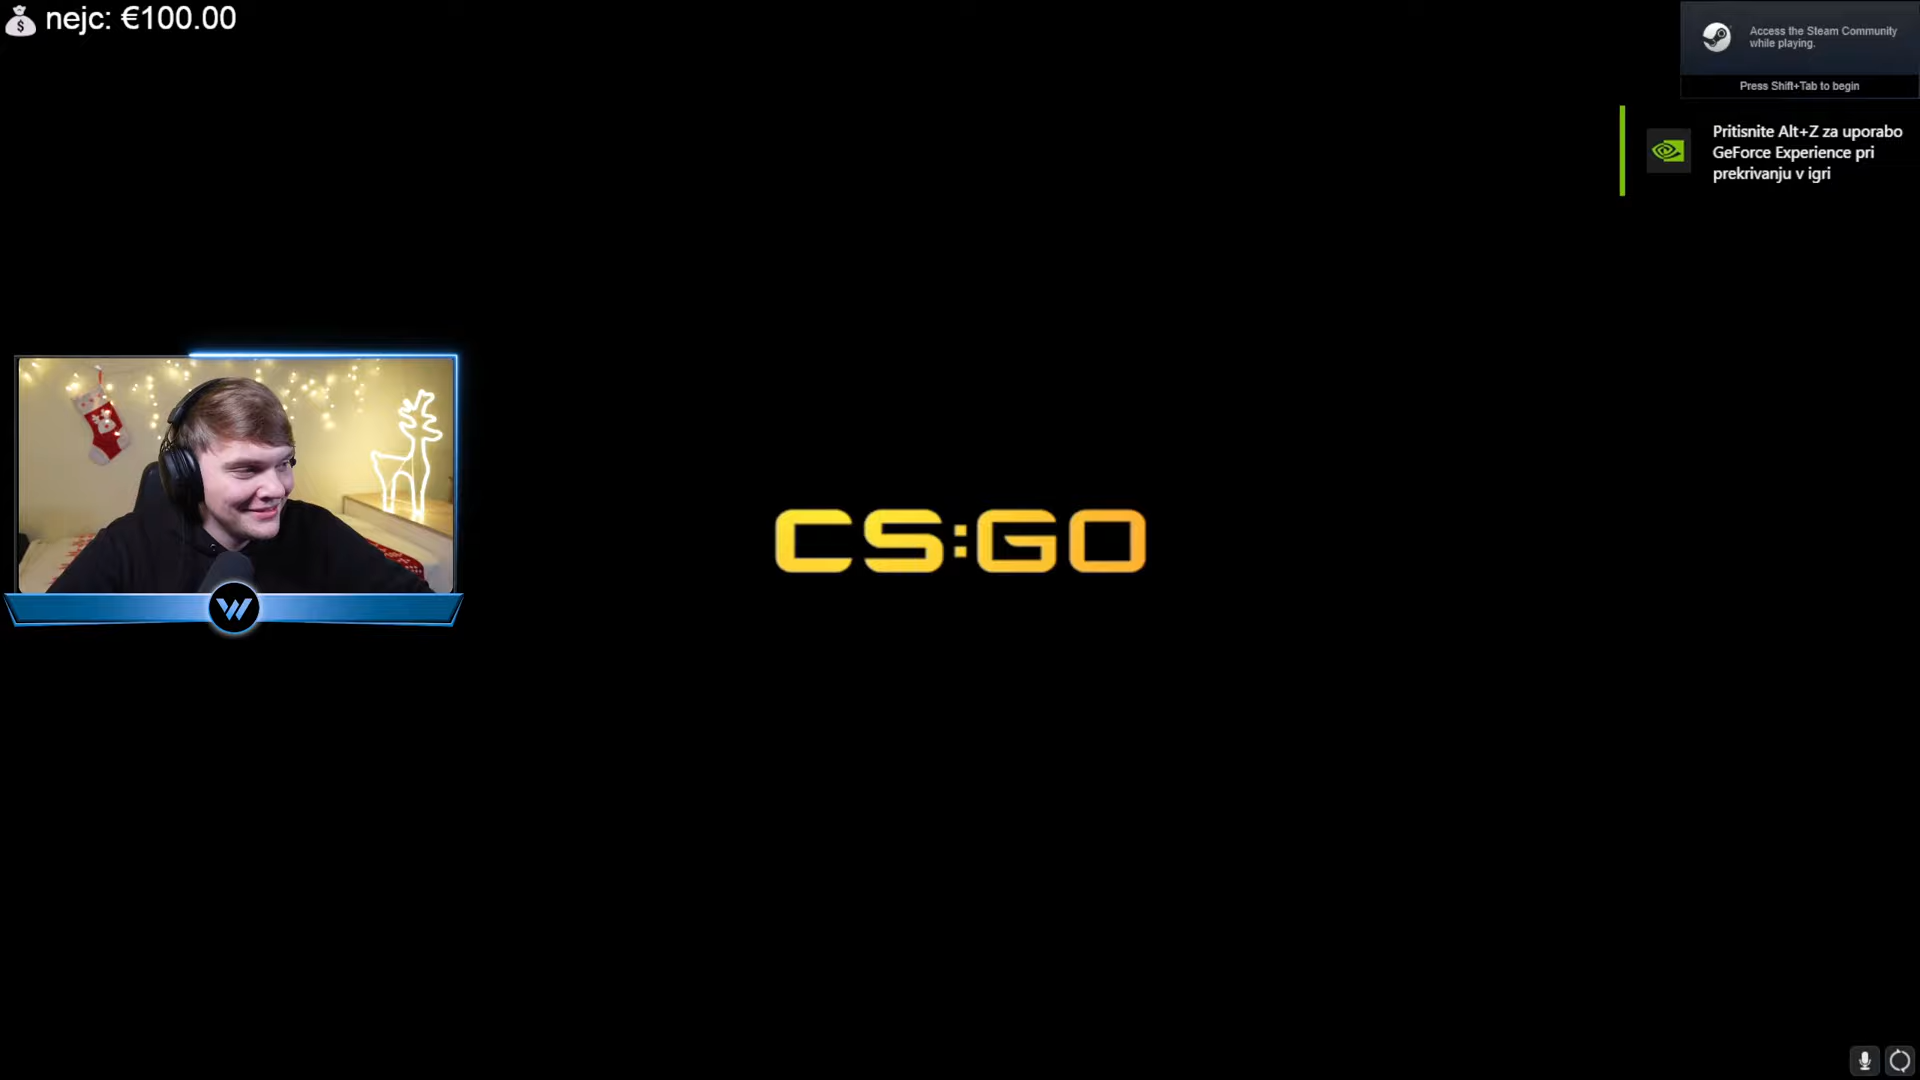 nejc: €100.00
Access the Steam Community
while playing.
Press Shift+Tab to begin
Pritisnite Alt+Z za uporabo
GeForce Experience pri
prekrivanju v igri
CS:GO
W